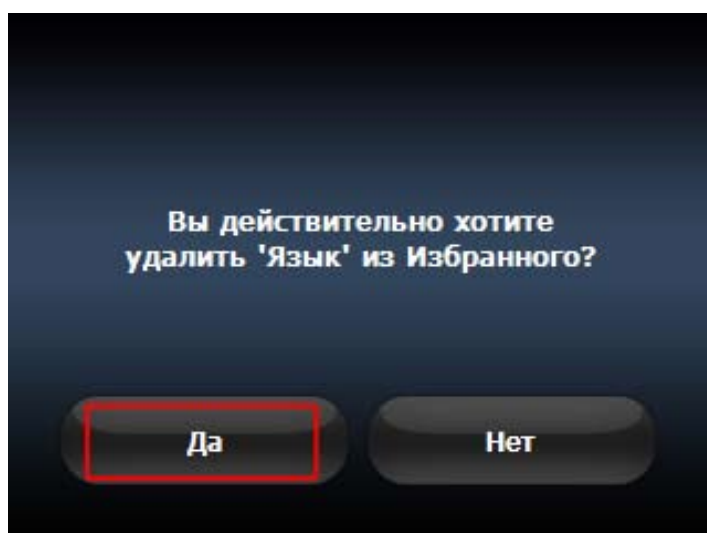 Вы действительно хотите
удалить 'Язык' из Избранного?
Да
Нет